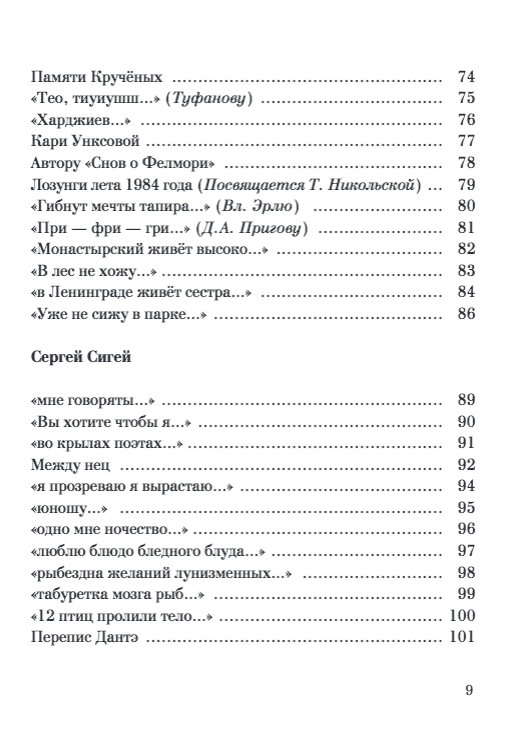 Памяти Кручёных ........................................ 74
«Тео, тиуиушш...» (Туфанову) ........................... 75
«Харджиев...» .............................................. 76
Кари Унксовой ............................................ 77
Автору «Снов о Фелмори» ................................ 78
Лозунги лета 1984 года (Посвящается Т. Никольской) ... 79
«Гибнут мечты тапира...» (Вл. Эрлю) ................... 80
«При — фри — гри...» (Д.А. Пригову) ................... 81
«Монастырский живёт высоко...» ......................... 82
«В лес не хожу...» ......................................... 83
«в Ленинграде живёт сестра...» .......................... 84
«Уже не сижу в парке...» ................................. 86
Сергей Сигей
«мне говоряты...» ......................................... 89
«Вы хотите чтобы я...» ................................... 90
«во крылах поэтах...» ..................................... 91
Между нец ................................................ 92
«я прозреваю я вырастаю...» ............................. 94
«юношу...» ................................................ 95
«одно мне ночество...» .................................... 96
«люблю блюдо бледного блуда...» ......................... 97
«рыбездна желаний лунизменных...» ..................... 98
«табуретка мозга рыб...» ................................. 99
«12 птиц пролили тело...» ................................ 100
Перепис Дантэ ............................................ 101
9